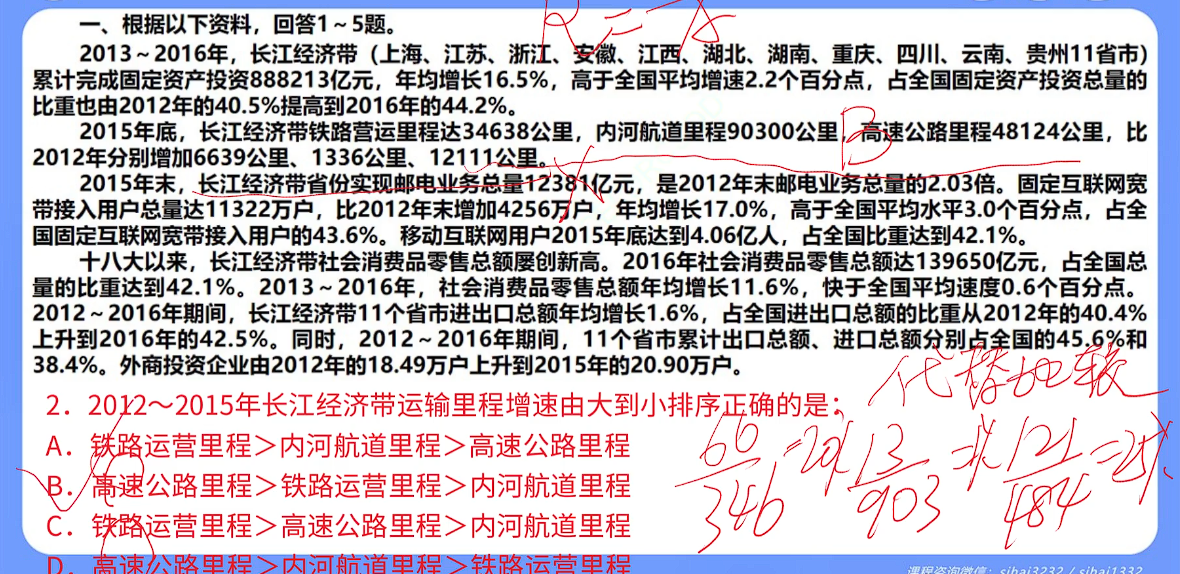 一、根据以下资料，回答1～5题。
2013～2016年，长江经济带（上海、江苏、浙江、安徽、江西、湖北、湖南、重庆、四川、云南、贵州11省市）
累计完成固定资产投资888213亿元，年均增长16.5%，高于全国平均增速2.2个百分点，占全国固定资产投资总量的
比重也由2012年的40.5%提高到2016年的44.2%。
2015年底，长江经济带铁路营运里程达34638公里，内河航道里程90300公里，高速公路里程48124公里，比
2012年分别增加6639公里、1336公里、12111公里。
2015年末，长江经济带省份实现邮电业务总量12381亿元，是2012年末邮电业务总量的2.03倍。固定互联网宽
带接入用户总量达11322万户，比2012年末增加4256万户，年均增长17.0%，高于全国平均水平3.0个百分点，占全
国固定互联网宽带接入用户的43.6%。移动互联网用户2015年底达到4.06亿人，占全国比重达到42.1%。
十八大以来，长江经济带社会消费品零售总额屡创新高。2016年社会消费品零售总额达139650亿元，占全国总
量的比重达到42.1%。2013～2016年，社会消费品零售总额年均增长11.6%，快于全国平均速度0.6个百分点。
2012～2016年期间，长江经济带11个省市进出口总额年均增长1.6%，占全国进出口总额的比重从2012年的40.4%
上升到2016年的42.5%。同时，2012～2016年期间，11个省市累计出口总额、进口总额分别占全国的45.6%和
38.4%。外商投资企业由2012年的18.49万户上升到2015年的20.90万户。
代替地较
2．2012～2015年长江经济带运输里程增速由大到小排序正确的是：
A．铁路运营里程＞内河航道里程＞高速公路里程
B．高速公路里程＞铁路运营里程＞内河航道里程
C．铁路运营里程＞高速公路里程＞内河航道里程
D．高速公路里程＞内河航道里程＞铁路运营里程
66 13 121
346 903 484
B
课程咨询微信：sihai3232 / sihai1332